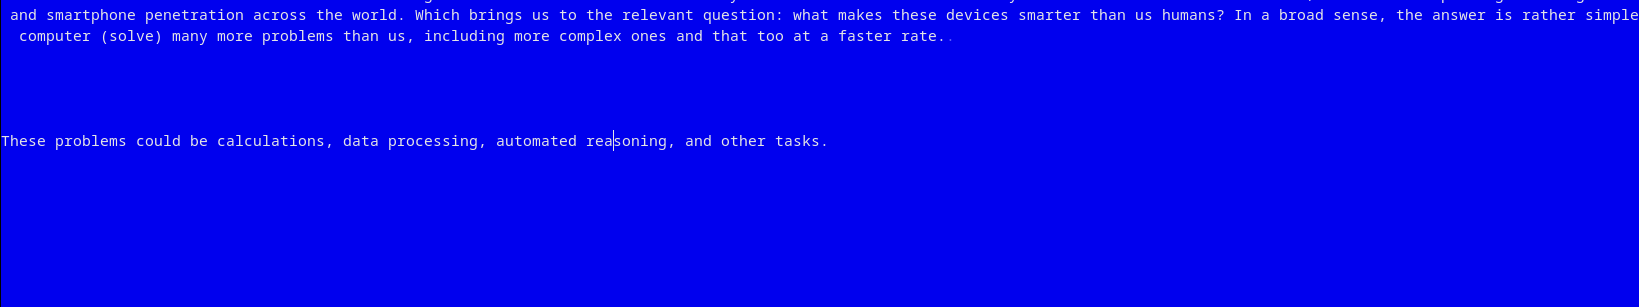 and smartphone penetration across the world. Which brings us to the relevant question: what makes these devices smarter than us humans? In a broad sense, the answer is rather simple
computer (solve) many more problems than us, including more complex ones and that too at a faster rate..
These problems could be calculations, data processing, automated reasoning, and other tasks.